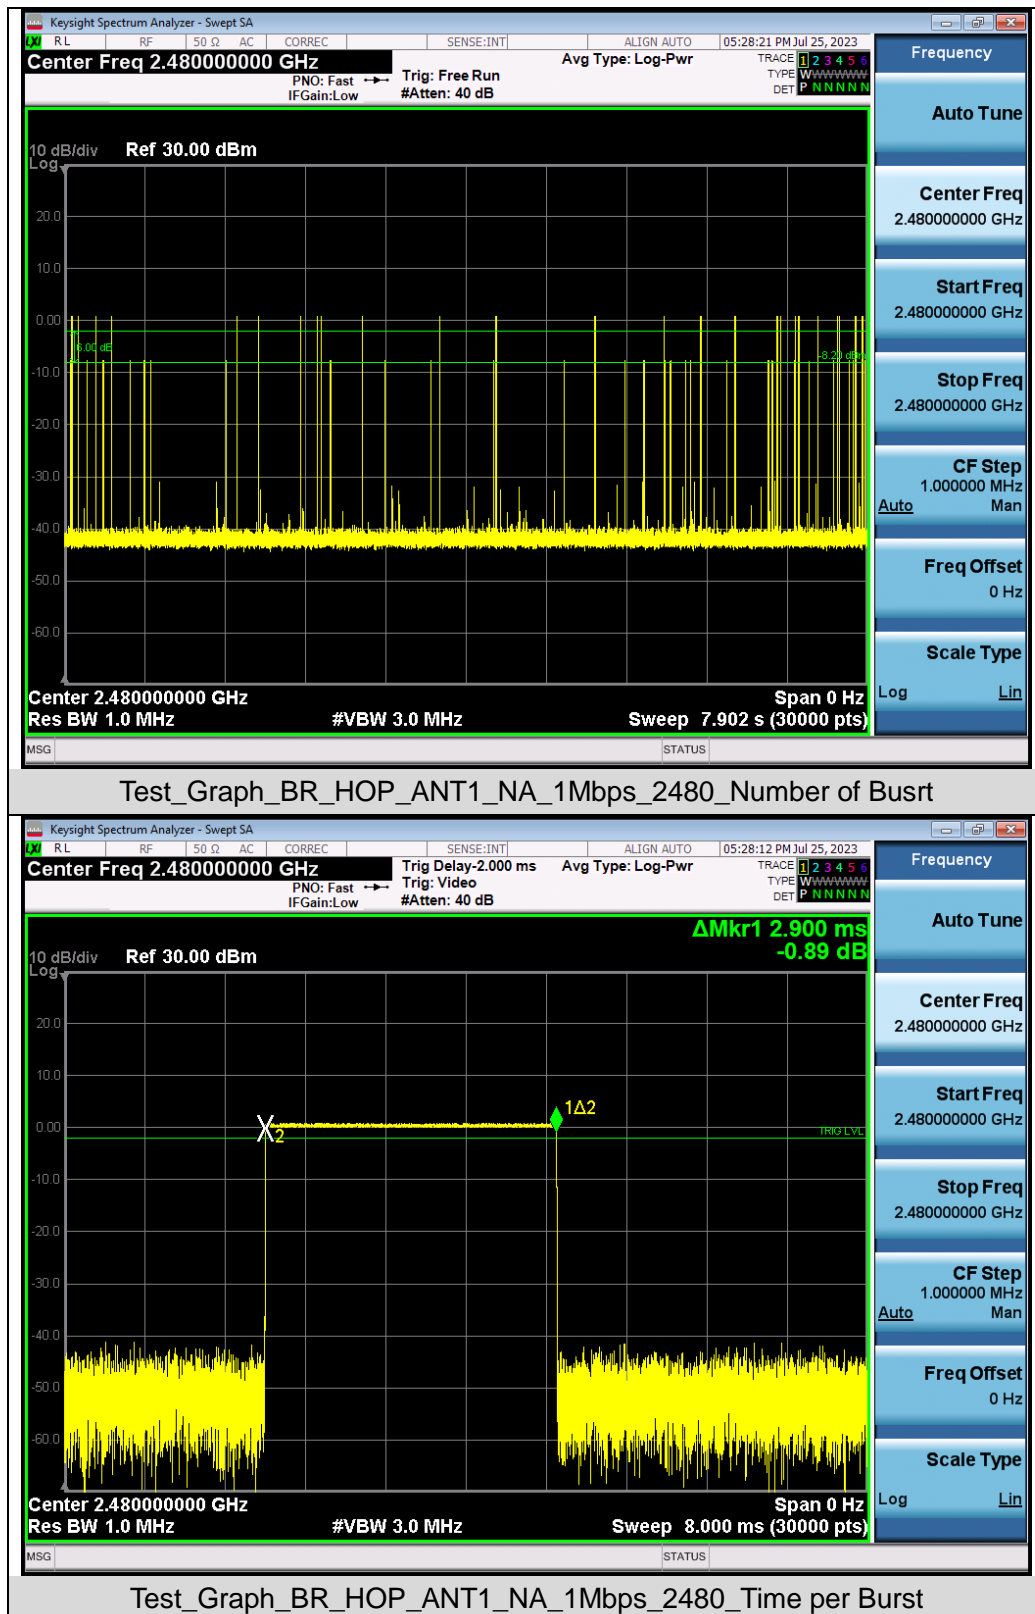 Keysight Spectrum Analyzer - Swept SA
LXI RL RF 50 Ω AC CORREC SENSE:INT ALIGN AUTO 05:28:21 PM Jul 25, 2023
Center Freq 2.480000000 GHz Avg Type: Log-Pwr TRACE 1 2 3 4 5 6
PNO: Fast Trig: Free Run TYPE WWWWWW
IFGain:Low #Atten: 40 dB DET P N N N N N
Frequency
Auto Tune
Center Freq
2.480000000 GHz
Start Freq
2.480000000 GHz
Stop Freq
2.480000000 GHz
CF Step
1.000000 MHz
Auto Man
Freq Offset
0 Hz
Scale Type
Log Lin
10 dB/div Ref 30.00 dBm
Log
20.0
10.0
0.00
6.00 dB
-8.20 dBm
-10.0
-20.0
-30.0
-40.0
-50.0
-60.0
Center 2.480000000 GHz Span 0 Hz
Res BW 1.0 MHz #VBW 3.0 MHz Sweep 7.902 s (30000 pts)
MSG STATUS
Test_Graph_BR_HOP_ANT1_NA_1Mbps_2480_Number of Busrt
Keysight Spectrum Analyzer - Swept SA
LXI RL RF 50 Ω AC CORREC SENSE:INT ALIGN AUTO 05:28:12 PM Jul 25, 2023
Center Freq 2.480000000 GHz Trig Delay-2.000 ms Avg Type: Log-Pwr TRACE 1 2 3 4 5 6
PNO: Fast Trig: Video TYPE WWWWWW
IFGain:Low #Atten: 40 dB DET P N N N N N
Frequency
Auto Tune
Center Freq
2.480000000 GHz
Start Freq
2.480000000 GHz
Stop Freq
2.480000000 GHz
CF Step
1.000000 MHz
Auto Man
Freq Offset
0 Hz
Scale Type
Log Lin
ΔMkr1 2.900 ms
-0.89 dB
10 dB/div Ref 30.00 dBm
Log
20.0
10.0
1Δ2
0.00
2
TRIG LVL
-10.0
-20.0
-30.0
-40.0
-50.0
-60.0
Center 2.480000000 GHz Span 0 Hz
Res BW 1.0 MHz #VBW 3.0 MHz Sweep 8.000 ms (30000 pts)
MSG STATUS
Test_Graph_BR_HOP_ANT1_NA_1Mbps_2480_Time per Burst